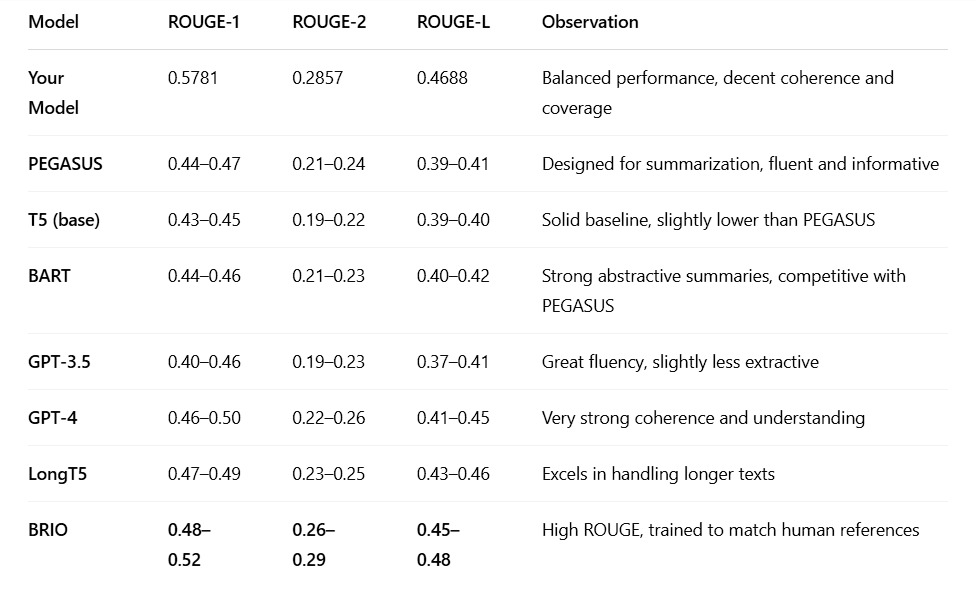 Model ROUGE-1 ROUGE-2 ROUGE-L Observation
Your Model 0.5781 0.2857 0.4688 Balanced performance, decent coherence and coverage
PEGASUS 0.44–0.47 0.21–0.24 0.39–0.41 Designed for summarization, fluent and informative
T5 (base) 0.43–0.45 0.19–0.22 0.39–0.40 Solid baseline, slightly lower than PEGASUS
BART 0.44–0.46 0.21–0.23 0.40–0.42 Strong abstractive summaries, competitive with PEGASUS
GPT-3.5 0.40–0.46 0.19–0.23 0.37–0.41 Great fluency, slightly less extractive
GPT-4 0.46–0.50 0.22–0.26 0.41–0.45 Very strong coherence and understanding
LongT5 0.47–0.49 0.23–0.25 0.43–0.46 Excels in handling longer texts
BRIO 0.48–0.52 0.26–0.29 0.45–0.48 High ROUGE, trained to match human references